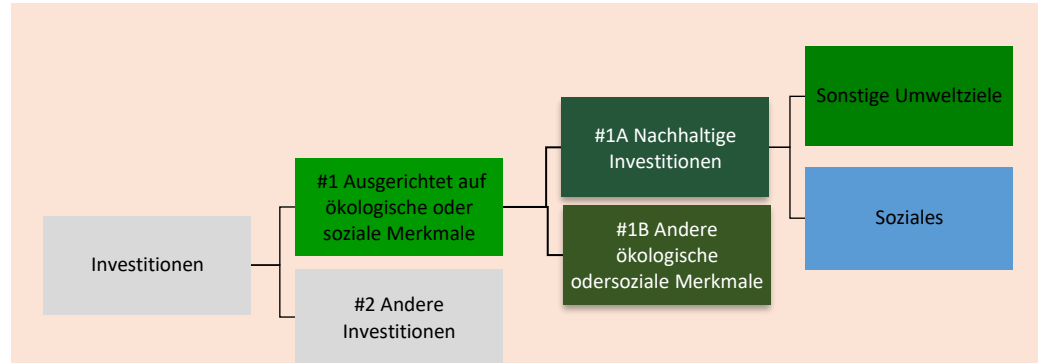 Investitionen
#1 Ausgerichtet auf
ökologische oder
soziale Merkmale
#2 Andere
Investitionen
#1A Nachhaltige
Investitionen
#1B Andere
ökologische
odersoziale Merkmale
Sonstige Umweltziele
Soziales